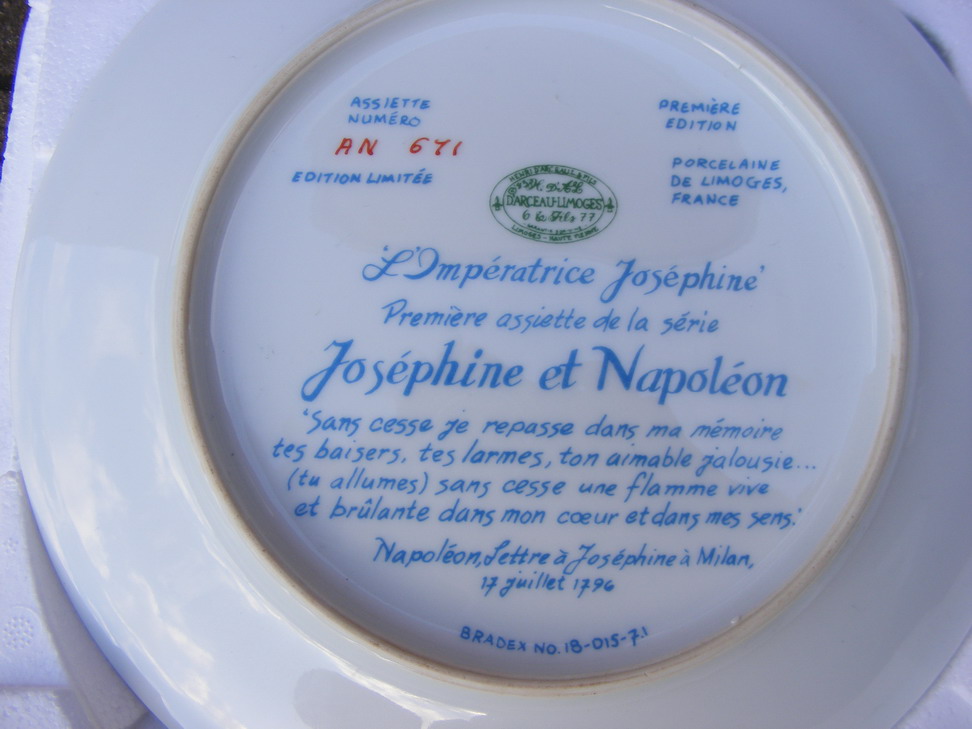 ASSIETTE
NUMÉRO
AN 671
EDITION LIMITÉE
PREMIÈRE
EDITION
PORCELAINE
DE LIMOGES,
FRANCE
D'ARCEAU-LIMOGES
'L'Impératrice Joséphine'
Première assiette de la série
Joséphine et Napoléon
'Sans cesse je repasse dans ma mémoire
tes baisers, tes larmes, ton aimable jalousie...
(tu allumes) sans cesse une flamme vive
et brûlante dans mon cœur et dans mes sens.'
Napoléon, Lettre à Joséphine à Milan,
17 juillet 1796
BRADEX NO. 18-D15-7.1